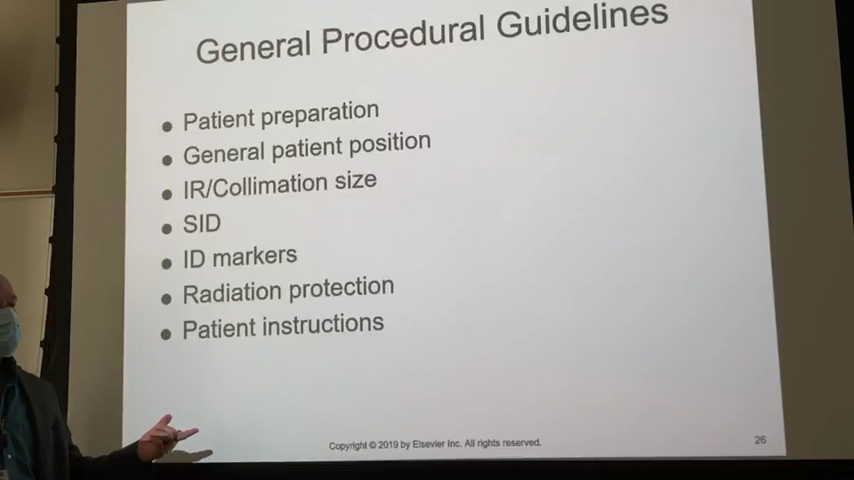 General Procedural Guidelines
Patient preparation
General patient position
IR/Collimation size
SID
ID markers
Radiation protection
Patient instructions
Copyright © 2019 by Elsevier Inc. All rights reserved.
26